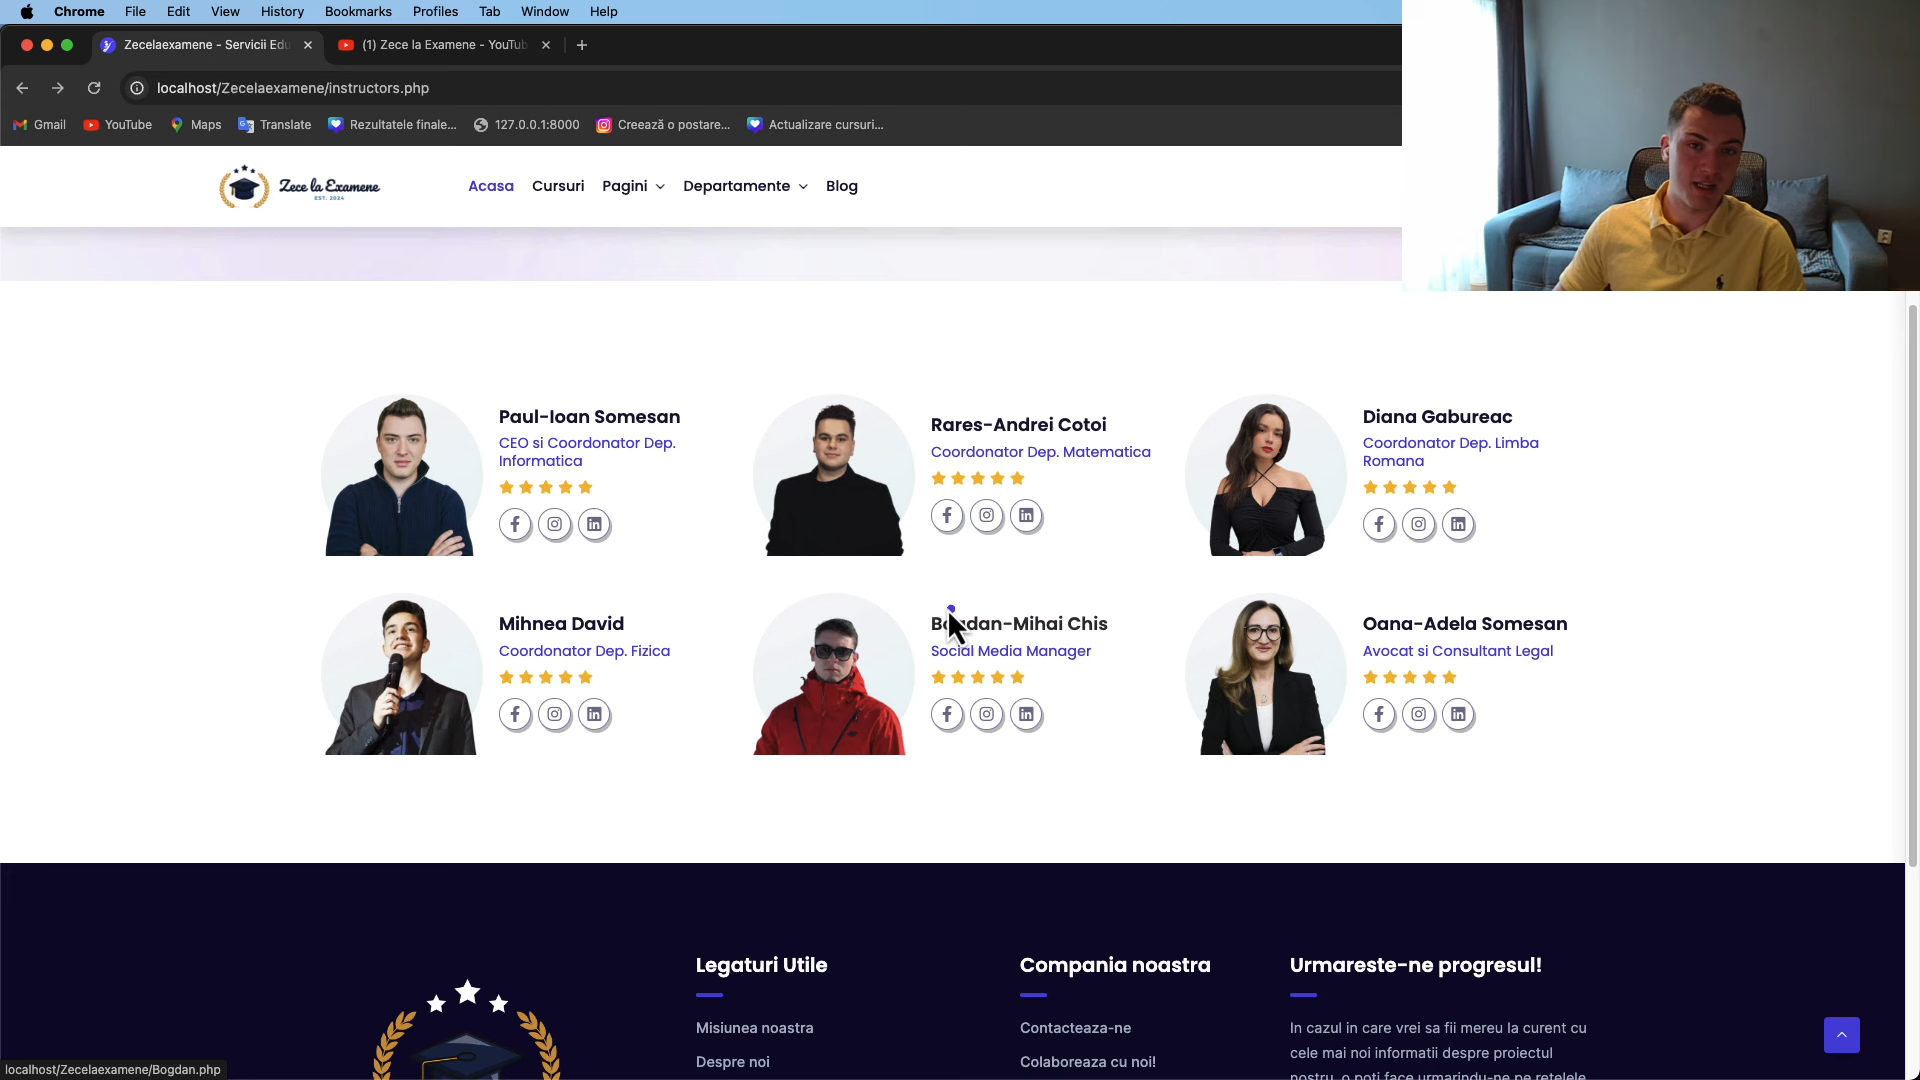 Chrome File Edit View History Bookmarks Profiles Tab Window Help
Zecelaexamene - Servicii Edu
(1) Zece la Examene - YouTub
localhost/Zecelaexamene/instructors.php
Gmail YouTube Maps Translate Rezultatele finale... 127.0.0.1:8000 Creează o postare... Actualizare cursuri...
Zece la Examene
EST. 2024
Acasa Cursuri Pagini Departamente Blog
Paul-Ioan Somesan
CEO si Coordonator Dep.
Informatica
Rares-Andrei Cotoi
Coordonator Dep. Matematica
Diana Gabureac
Coordonator Dep. Limba
Romana
Mihnea David
Coordonator Dep. Fizica
Bogdan-Mihai Chis
Social Media Manager
Oana-Adela Somesan
Avocat si Consultant Legal
Legaturi Utile
Misiunea noastra
Despre noi
Compania noastra
Contacteaza-ne
Colaboreaza cu noi!
Urmareste-ne progresul!
In cazul in care vrei sa fii mereu la curent cu
cele mai noi informatii despre proiectul
nostru, o poti face urmarindu-ne pe retelele
localhost/Zecelaexamene/Bogdan.php